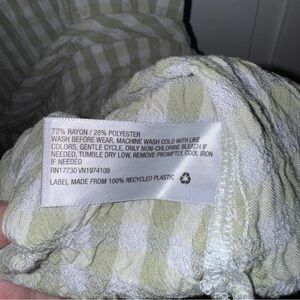 72% RAYON / 28% POLYESTER
WASH BEFORE WEAR, MACHINE WASH COLD WITH LIKE
COLORS, GENTLE CYCLE, ONLY NON-CHLORINE BLEACH IF
NEEDED, TUMBLE DRY LOW, REMOVE PROMPTLY, COOL IRON
IF NEEDED
RN17730 VN1974109
LABEL MADE FROM 100% RECYCLED PLASTIC